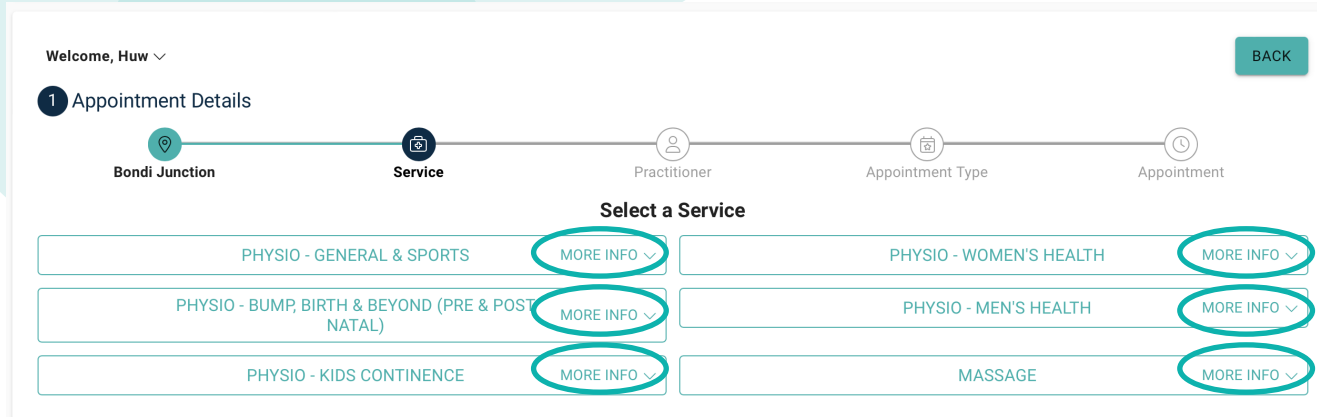 Welcome, Huw
BACK
1 Appointment Details
Bondi Junction
Service
Practitioner
Appointment Type
Appointment
Select a Service
PHYSIO - GENERAL & SPORTS
MORE INFO
PHYSIO - WOMEN'S HEALTH
MORE INFO
PHYSIO - BUMP, BIRTH & BEYOND (PRE & POST
NATAL)
MORE INFO
PHYSIO - MEN'S HEALTH
MORE INFO
PHYSIO - KIDS CONTINENCE
MORE INFO
MASSAGE
MORE INFO